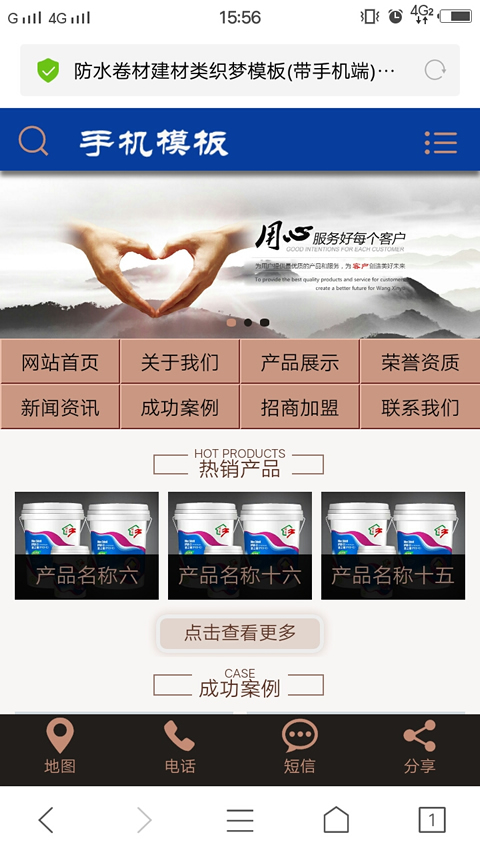 G 4G 15:56 4G2
防水卷材建材类织梦模板(带手机端)…
手机模板
用心 服务好每个客户
GOOD INTENTIONS FOR EACH CUSTOMER
为用户提供最优质的产品和服务，为 客户 创造美好未来
To provide the best quality products and service for customers
create a better future for Wang Xinyu
网站首页 关于我们 产品展示 荣誉资质
新闻资讯 成功案例 招商加盟 联系我们
HOT PRODUCTS
热销产品
产品名称六 产品名称十六 产品名称十五
点击查看更多
CASE
成功案例
地图 电话 短信 分享
1